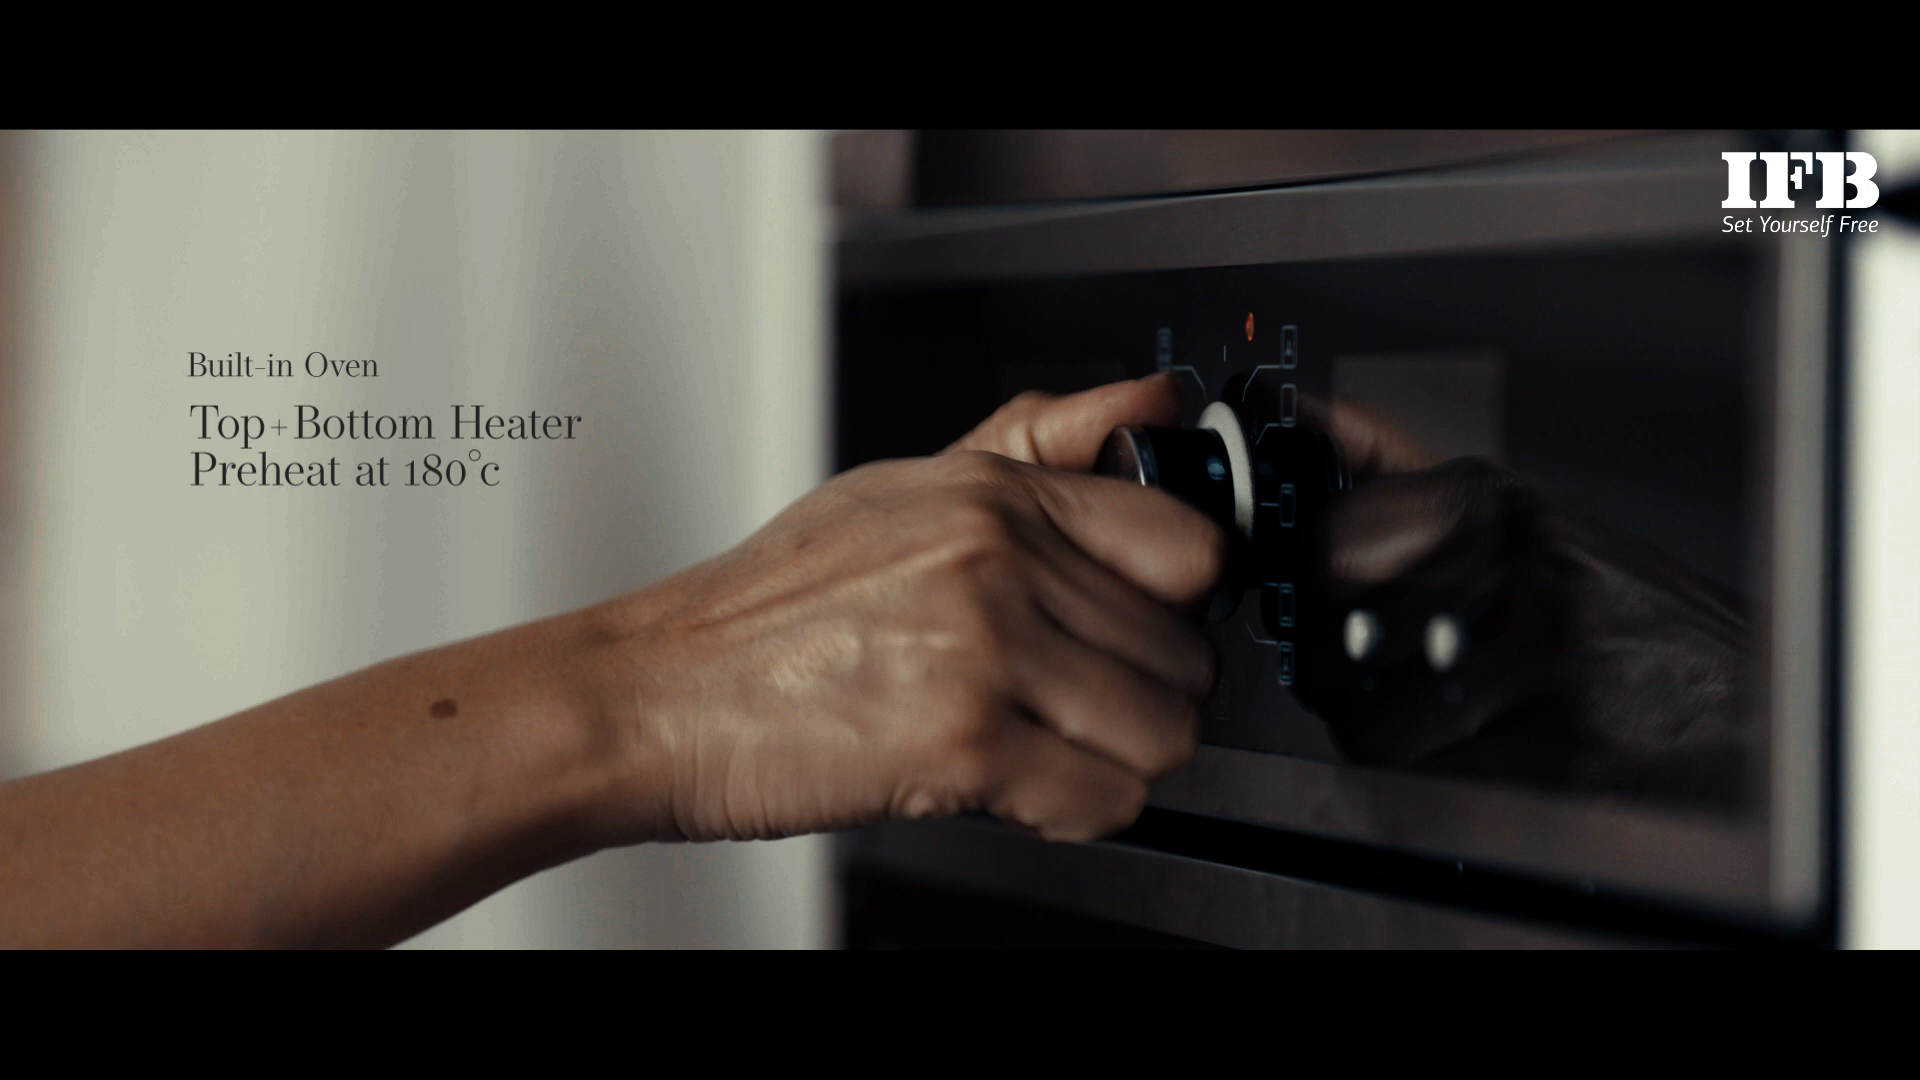 IFB
Set Yourself Free
Built-in Oven
Top+Bottom Heater
Preheat at 180°c